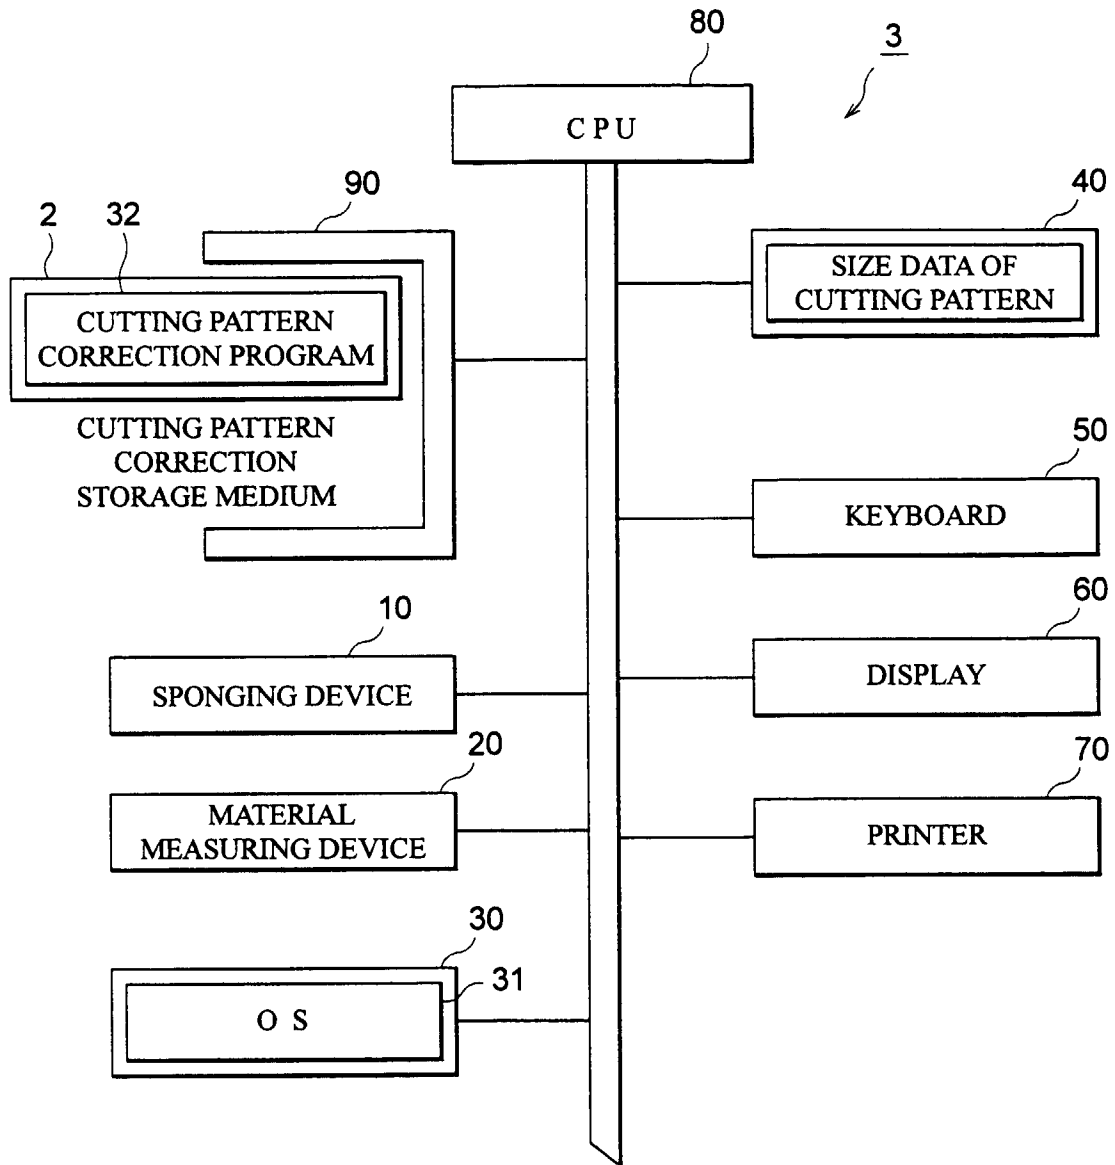 80
3
CPU
90
2
32
40
CUTTING PATTERN
CORRECTION PROGRAM
SIZE DATA OF
CUTTING PATTERN
CUTTING PATTERN
CORRECTION
STORAGE MEDIUM
50
KEYBOARD
10
SPONGING DEVICE
60
DISPLAY
20
MATERIAL
MEASURING DEVICE
70
PRINTER
30
31
OS